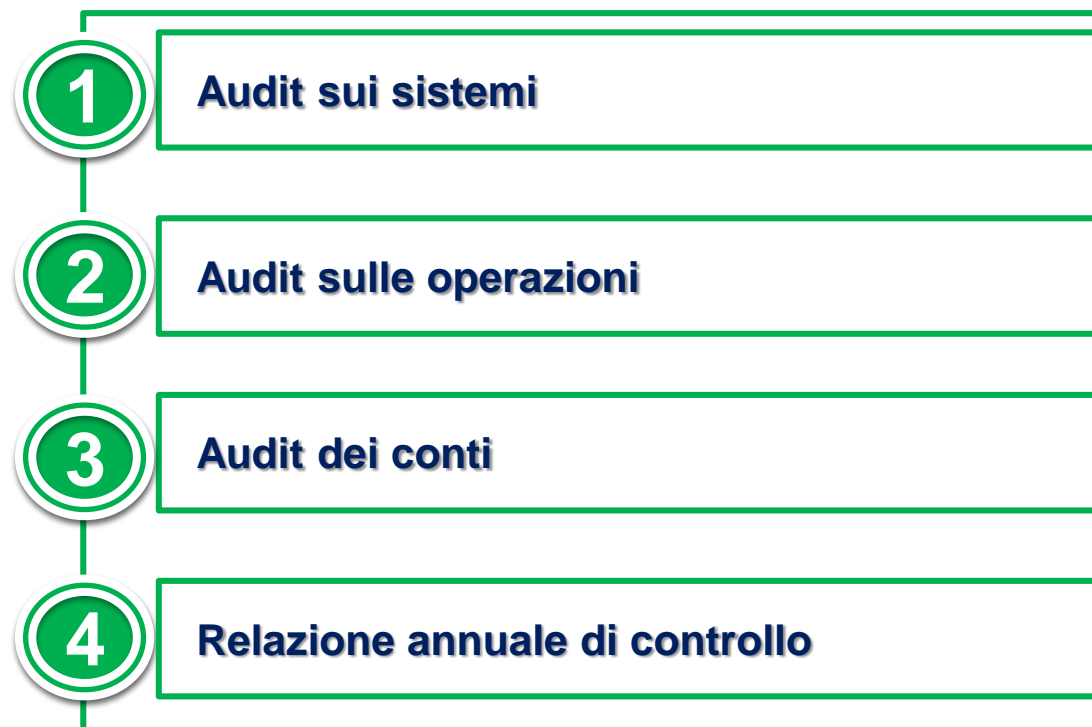 1
Audit sui sistemi
2
Audit sulle operazioni
3
Audit dei conti
4
Relazione annuale di controllo